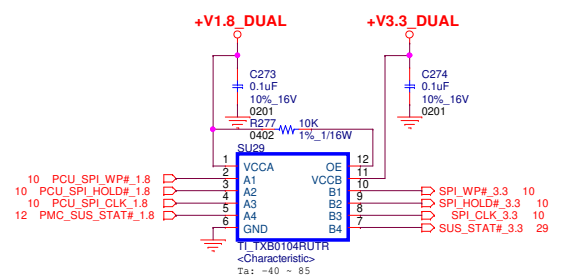 +V1.8_DUAL +V3.3_DUAL
C273 C274
0.1uF 0.1uF
10%_16V 10%_16V
0201 0201
R277 10K
0402 1%_1/16W
SU29
1 VCCA OE 12
2 A1 VCCB 11
3 A2 B1 10
4 A3 B2 9
5 A4 B3 8
6 GND B4 7
10 PCU_SPI_WP#_1.8 SPI_WP#_3.3 10
10 PCU_SPI_HOLD#_1.8 SPI_HOLD#_3.3 10
10 PCU_SPI_CLK_1.8 SPI_CLK_3.3 10
12 PMC_SUS_STAT#_1.8 SUS_STAT#_3.3 29
TI_TXB0104RUTR
<Characteristic>
Ta: -40 ~ 85